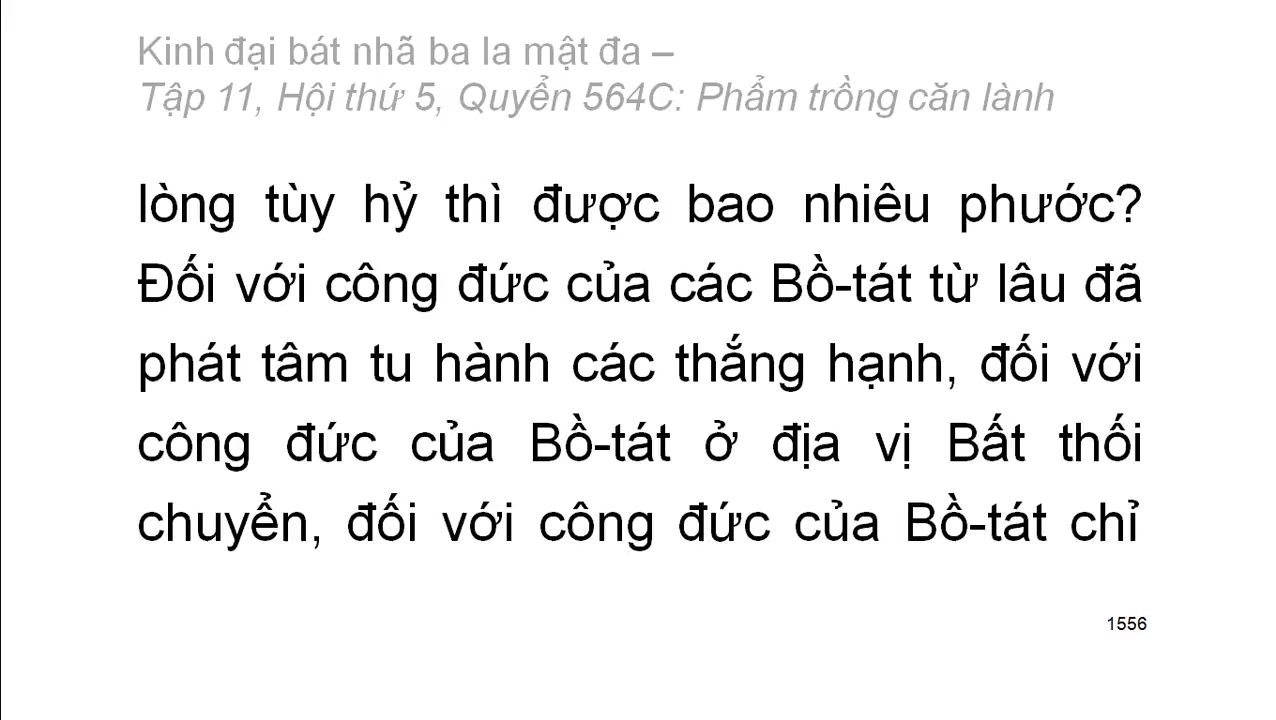 Kinh đại bát nhã ba la mật đa –
Tập 11, Hội thứ 5, Quyển 564C: Phẩm trồng căn lành
lòng tùy hỷ thì được bao nhiêu phước?
Đối với công đức của các Bồ-tát từ lâu đã
phát tâm tu hành các thắng hạnh, đối với
công đức của Bồ-tát ở địa vị Bất thối
chuyển, đối với công đức của Bồ-tát chỉ
1556